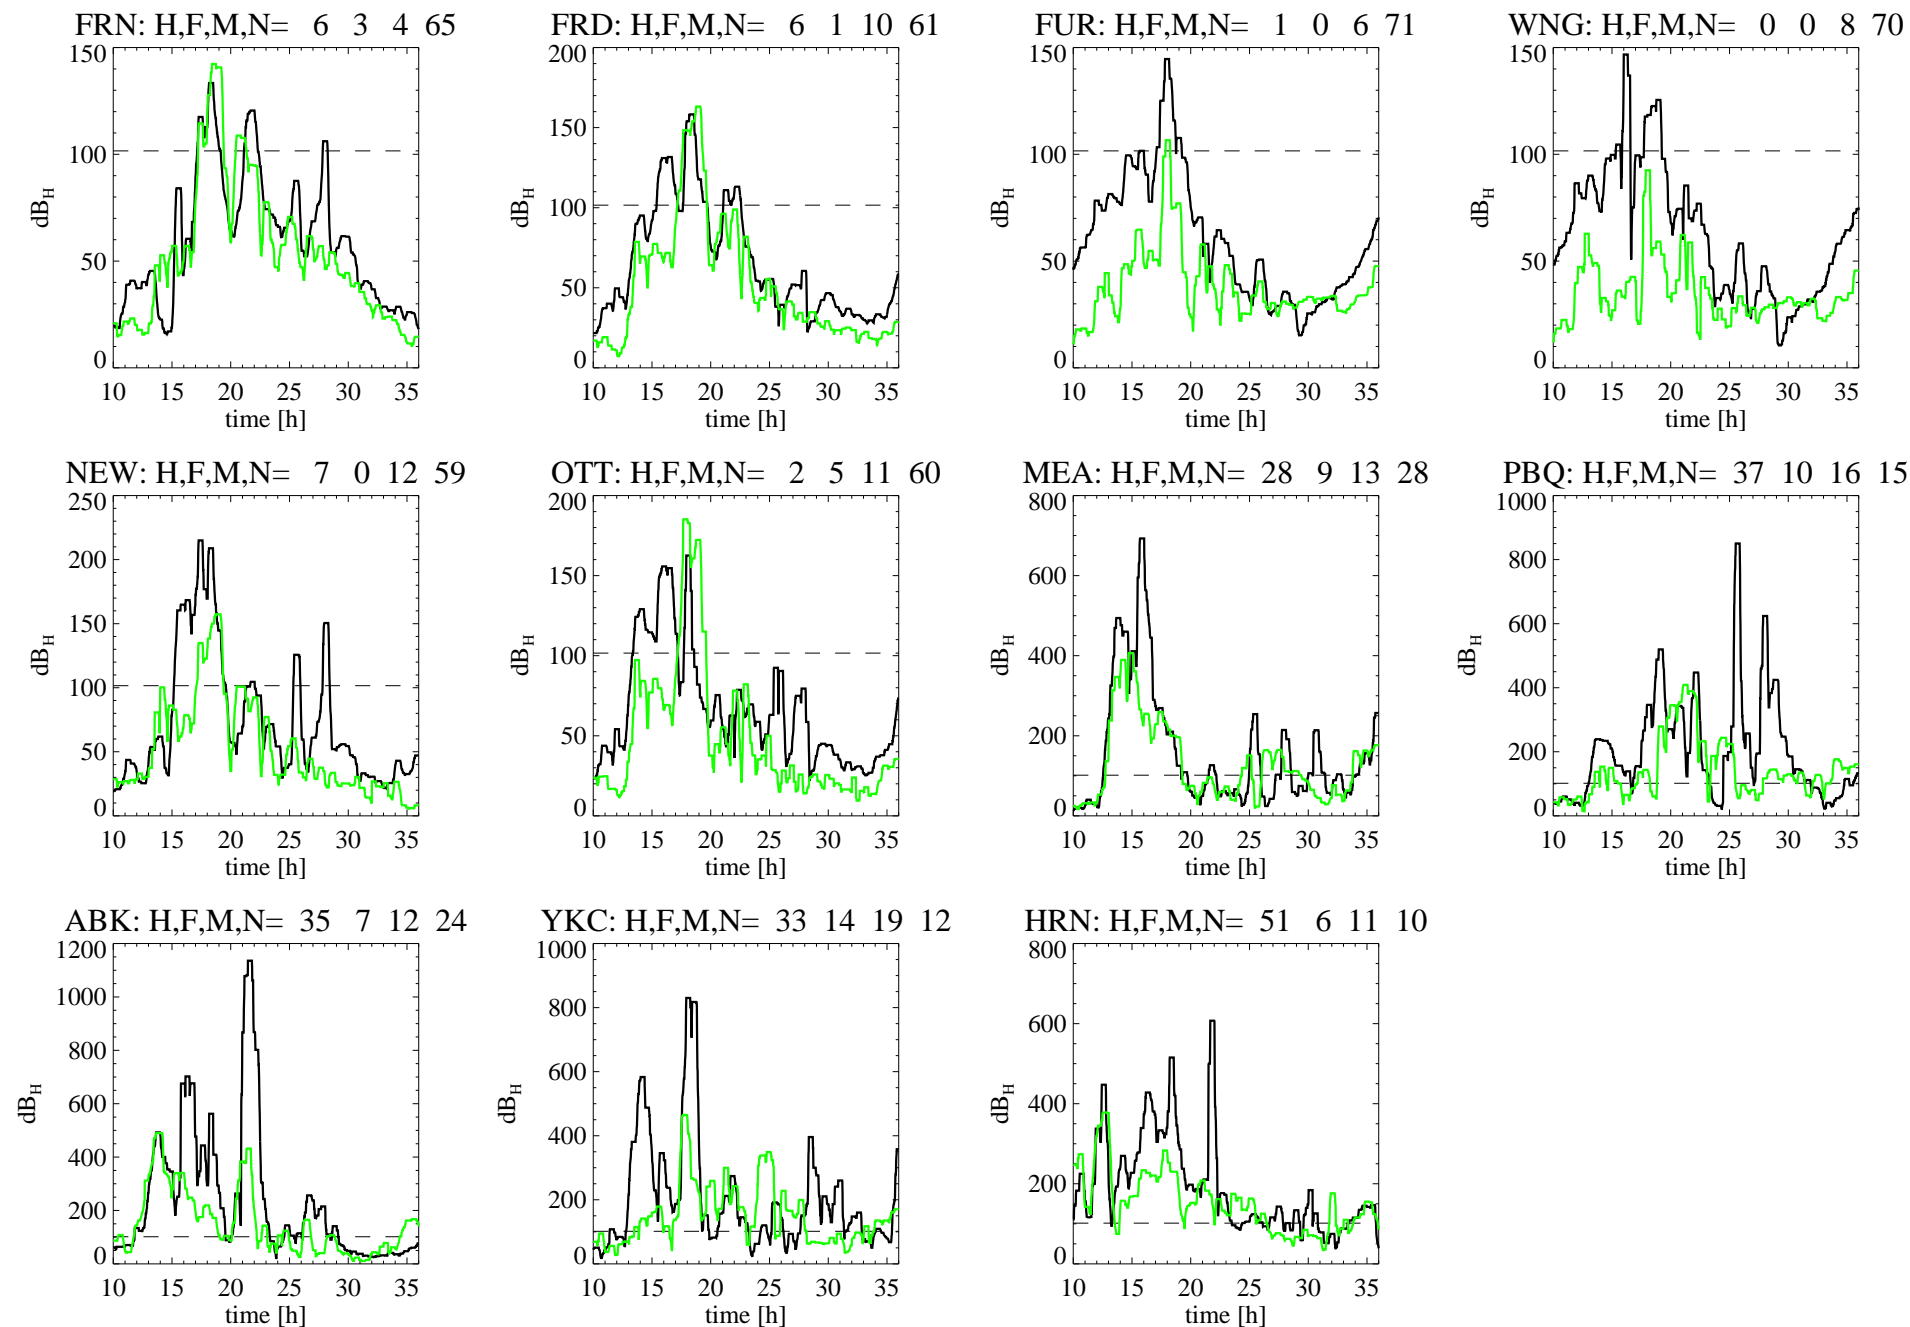 FRN: H,F,M,N= 6 3 4 65
150
100
50
0
dB_H
10 15 20 25 30 35
time [h]
FRD: H,F,M,N= 6 1 10 61
200
150
100
50
0
dB_H
10 15 20 25 30 35
time [h]
FUR: H,F,M,N= 1 0 6 71
150
100
50
0
dB_H
10 15 20 25 30 35
time [h]
WNG: H,F,M,N= 0 0 8 70
150
100
50
0
dB_H
10 15 20 25 30 35
time [h]
NEW: H,F,M,N= 7 0 12 59
250
200
150
100
50
0
dB_H
10 15 20 25 30 35
time [h]
OTT: H,F,M,N= 2 5 11 60
200
150
100
50
0
dB_H
10 15 20 25 30 35
time [h]
MEA: H,F,M,N= 28 9 13 28
800
600
400
200
0
dB_H
10 15 20 25 30 35
time [h]
PBQ: H,F,M,N= 37 10 16 15
1000
800
600
400
200
0
dB_H
10 15 20 25 30 35
time [h]
ABK: H,F,M,N= 35 7 12 24
1200
1000
800
600
400
200
0
dB_H
10 15 20 25 30 35
time [h]
YKC: H,F,M,N= 33 14 19 12
1000
800
600
400
200
0
dB_H
10 15 20 25 30 35
time [h]
HRN: H,F,M,N= 51 6 11 10
800
600
400
200
0
dB_H
10 15 20 25 30 35
time [h]